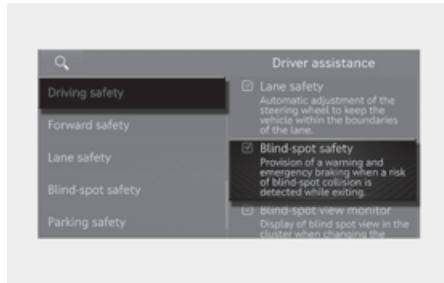 Driver assistance
Driving safety
Forward safety
Lane safety
Blind-spot safety
Parking safety
Lane safety
Automatic adjustment of the
steering wheel to keep the
vehicle within the boundaries
of the lane.
Blind-spot safety
Provision of a warning and
emergency braking when a risk
of blind-spot collision is
detected while exiting.
Blind-spot view monitor
Display of blind spot view in the
cluster when changing the